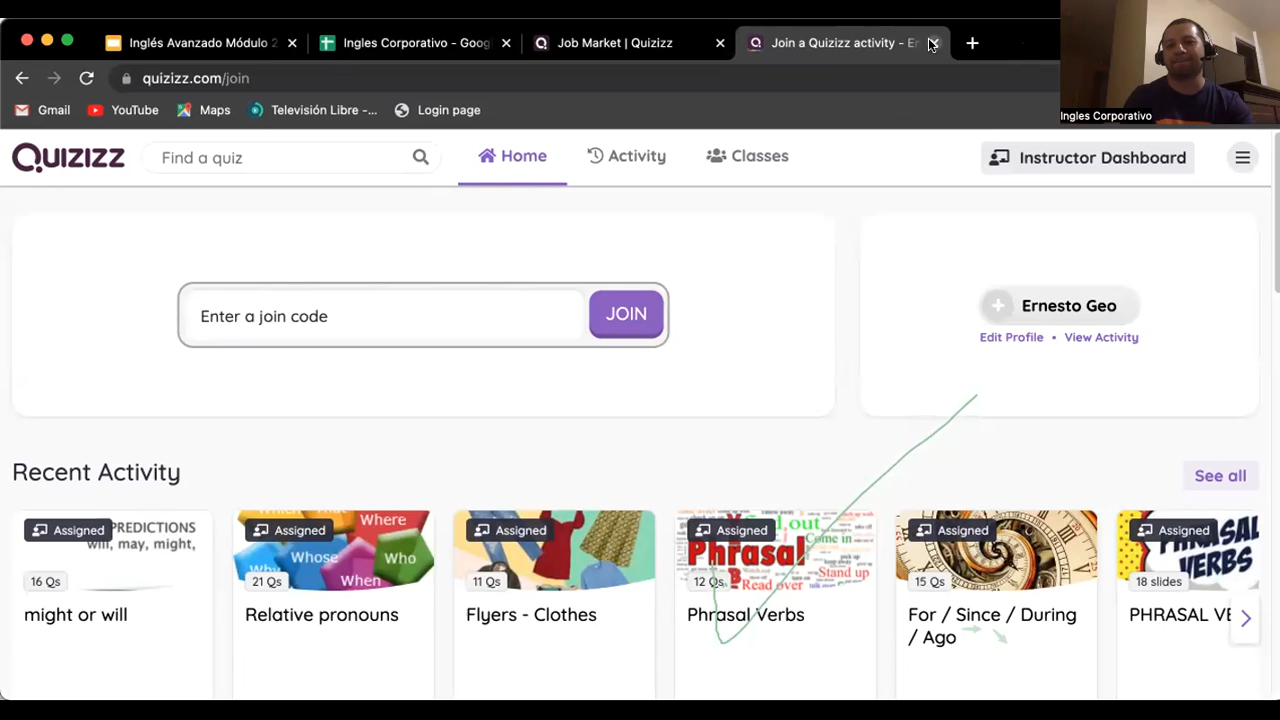 Inglés Avanzado Módulo 2
Ingles Corporativo - Goog
Job Market | Quizizz
Join a Quizizz activity - En
quizizz.com/join
Gmail
YouTube
Maps
Televisión Libre -...
Login page
Ingles Corporativo
Quizizz
Find a quiz
Home
Activity
Classes
Instructor Dashboard
Enter a join code
JOIN
Ernesto Geo
Edit Profile • View Activity
Recent Activity
See all
Assigned
PREDICTIONS
will, may, might,
16 Qs
might or will
Assigned
Where
Whose
Who
When
21 Qs
Relative pronouns
Assigned
11 Qs
Flyers - Clothes
Assigned
Phrasal
Come in
Stand up
Read over
12 Qs
Phrasal Verbs
Assigned
15 Qs
For / Since / During
/ Ago
Assigned
VERBS
18 slides
PHRASAL VE